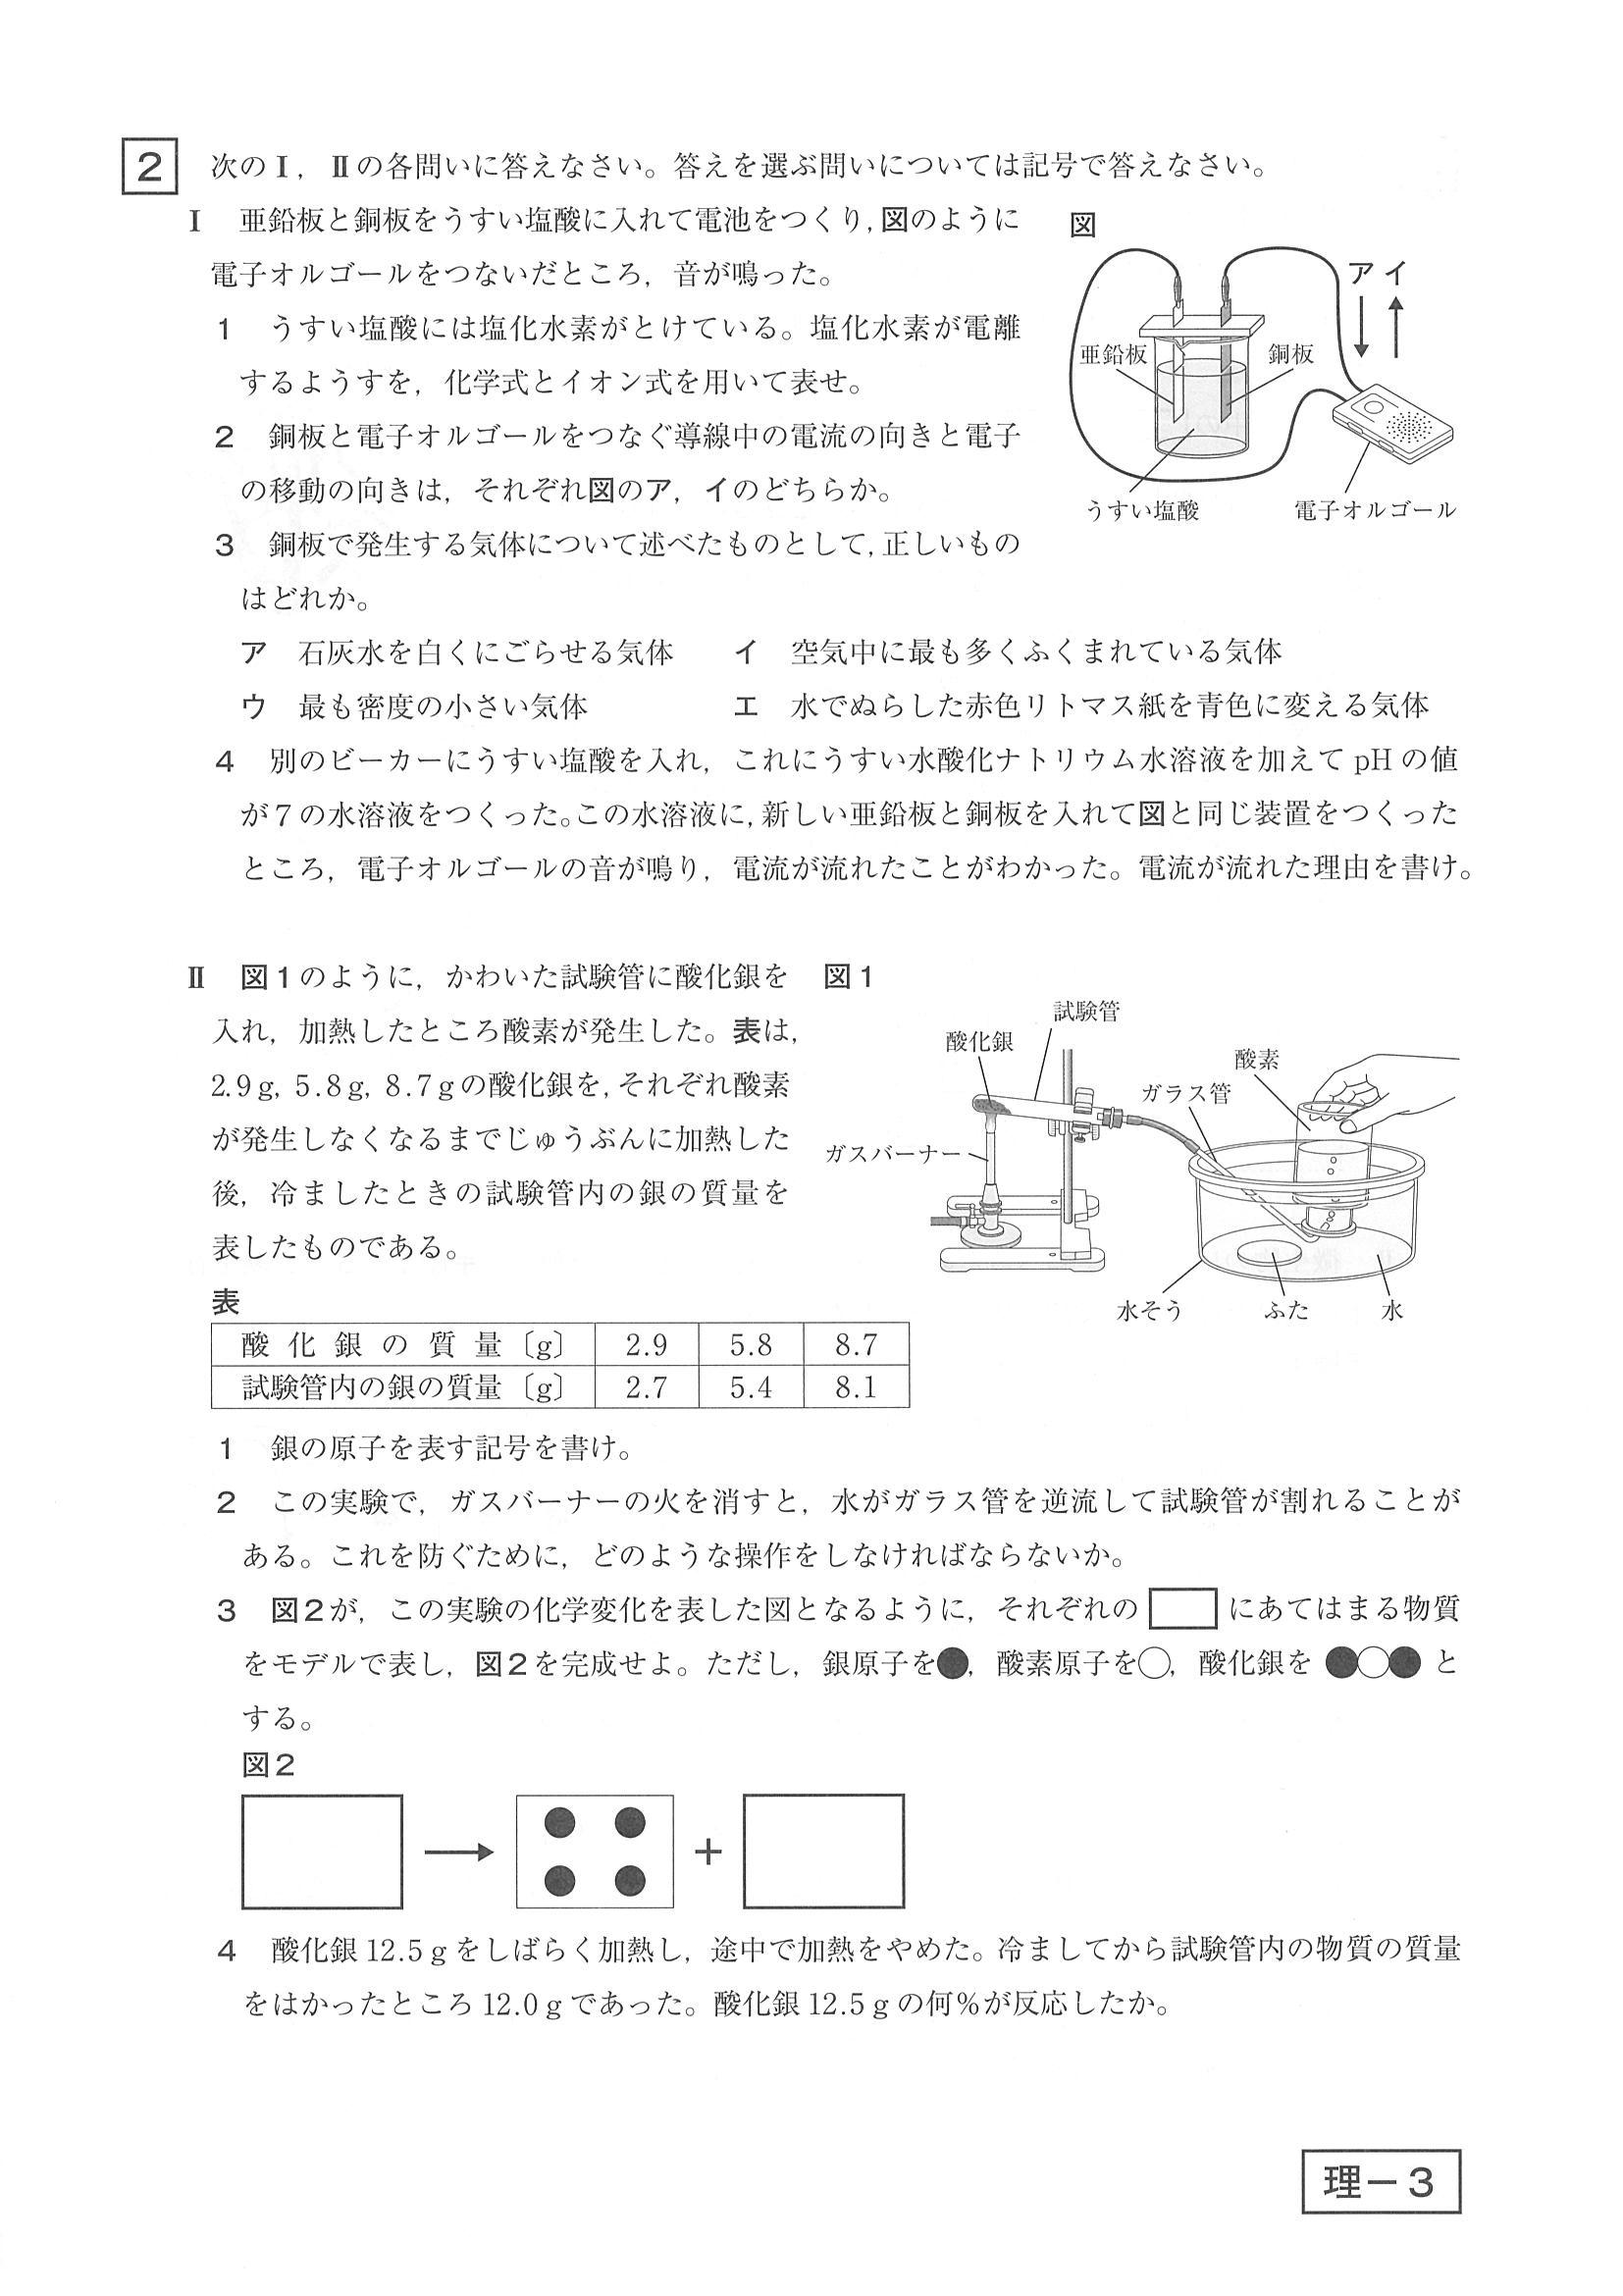 2　次のⅠ，Ⅱの各問いに答えなさい。答えを選ぶ問いについては記号で答えなさい。
Ⅰ　亜鉛板と銅板をうすい塩酸に入れて電池をつくり，図のように
電子オルゴールをつないだところ，音が鳴った。
1　うすい塩酸には塩化水素がとけている。塩化水素が電離
するようすを，化学式とイオン式を用いて表せ。
2　銅板と電子オルゴールをつなぐ導線中の電流の向きと電子
の移動の向きは，それぞれ図のア，イのどちらか。
3　銅板で発生する気体について述べたものとして，正しいもの
はどれか。
図
ア　イ
亜鉛板　銅板
うすい塩酸　電子オルゴール
ア　石灰水を白くにごらせる気体　イ　空気中に最も多くふくまれている気体
ウ　最も密度の小さい気体　エ　水でぬらした赤色リトマス紙を青色に変える気体
4　別のビーカーにうすい塩酸を入れ，これにうすい水酸化ナトリウム水溶液を加えて pH の値
が７の水溶液をつくった。この水溶液に，新しい亜鉛板と銅板を入れて図と同じ装置をつくった
ところ，電子オルゴールの音が鳴り，電流が流れたことがわかった。電流が流れた理由を書け。
Ⅱ　図1のように，かわいた試験管に酸化銀を
入れ，加熱したところ酸素が発生した。表は，
2.9g，5.8g，8.7gの酸化銀を，それぞれ酸素
が発生しなくなるまでじゅうぶんに加熱した
後，冷ましたときの試験管内の銀の質量を
表したものである。
図1
試験管
酸化銀
酸素
ガラス管
ガスバーナー
水そう　ふた　水
表
酸化銀の質量〔g〕　2.9　5.8　8.7
試験管内の銀の質量〔g〕　2.7　5.4　8.1
1　銀の原子を表す記号を書け。
2　この実験で，ガスバーナーの火を消すと，水がガラス管を逆流して試験管が割れることが
ある。これを防ぐために，どのような操作をしなければならないか。
3　図2が，この実験の化学変化を表した図となるように，それぞれの□にあてはまる物質
をモデルで表し，図2を完成せよ。ただし，銀原子を●，酸素原子を○，酸化銀を●○●と
する。
図2
＋
4　酸化銀 12.5 g をしばらく加熱し，途中で加熱をやめた。冷ましてから試験管内の物質の質量
をはかったところ 12.0 g であった。酸化銀 12.5 g の何％が反応したか。
理－3